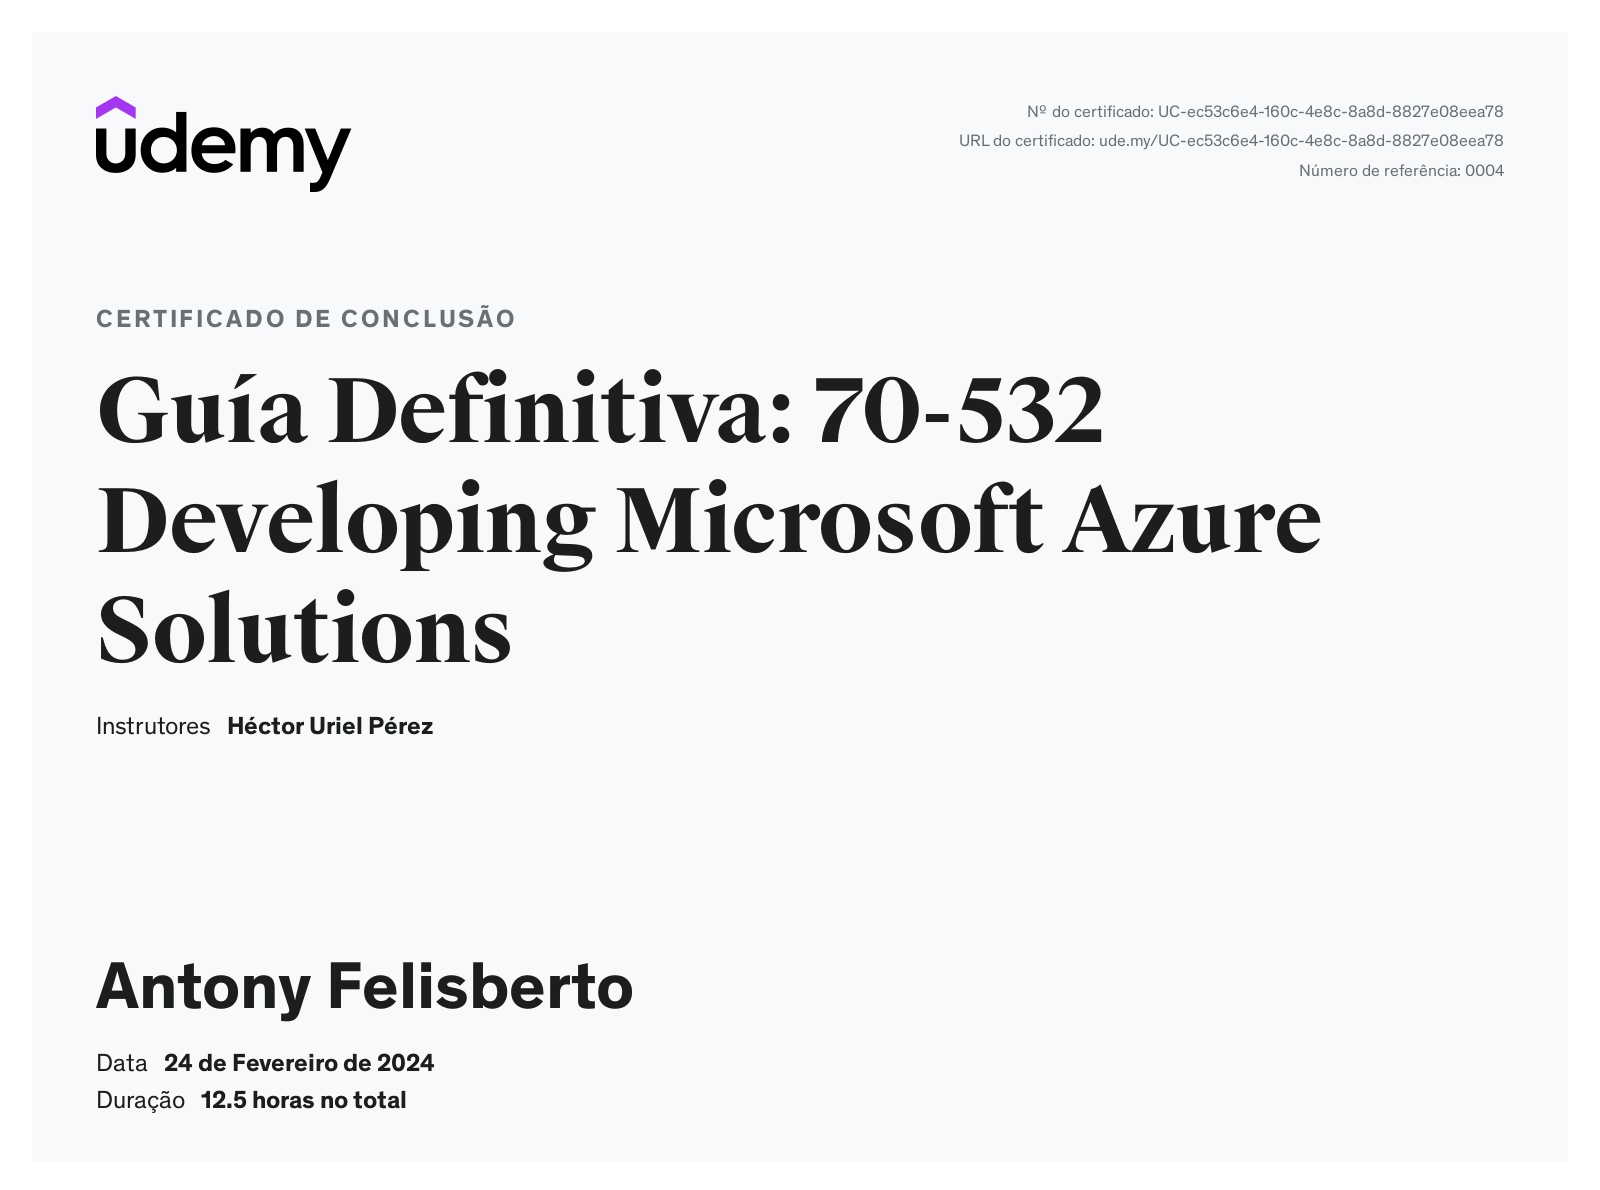 udemy
Nº do certificado: UC-ec53c6e4-160c-4e8c-8a8d-8827e08eea78
URL do certificado: ude.my/UC-ec53c6e4-160c-4e8c-8a8d-8827e08eea78
Número de referência: 0004
CERTIFICADO DE CONCLUSÃO
Guía Definitiva: 70-532
Developing Microsoft Azure
Solutions
Instrutores Héctor Uriel Pérez
Antony Felisberto
Data 24 de Fevereiro de 2024
Duração 12.5 horas no total